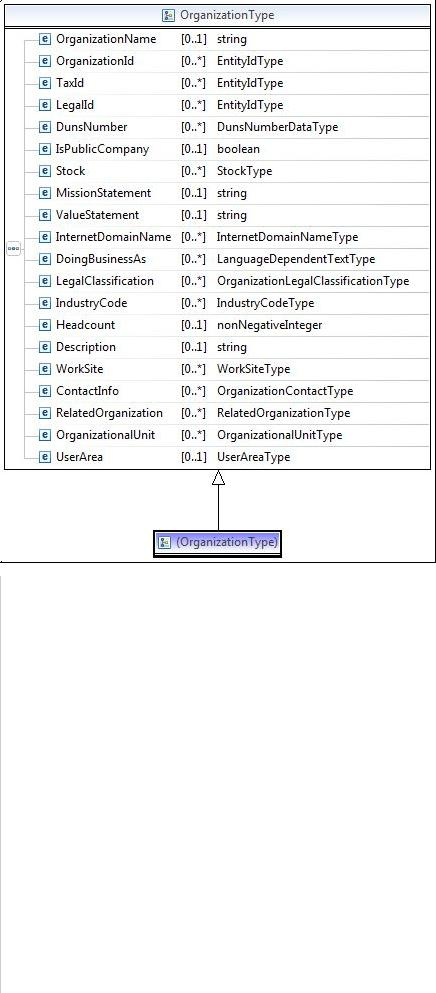 OrganizationType
e OrganizationName [0..1] string
e OrganizationId [0..*] EntityIdType
e TaxId [0..*] EntityIdType
e LegalId [0..*] EntityIdType
e DunsNumber [0..*] DunsNumberDataType
e IsPublicCompany [0..1] boolean
e Stock [0..*] StockType
e MissionStatement [0..1] string
e ValueStatement [0..1] string
e InternetDomainName [0..*] InternetDomainNameType
e DoingBusinessAs [0..*] LanguageDependentTextType
e LegalClassification [0..*] OrganizationLegalClassificationType
e IndustryCode [0..*] IndustryCodeType
e Headcount [0..1] nonNegativeInteger
e Description [0..1] string
e WorkSite [0..*] WorkSiteType
e ContactInfo [0..*] OrganizationContactType
e RelatedOrganization [0..*] RelatedOrganizationType
e OrganizationalUnit [0..*] OrganizationalUnitType
e UserArea [0..1] UserAreaType
(OrganizationType)